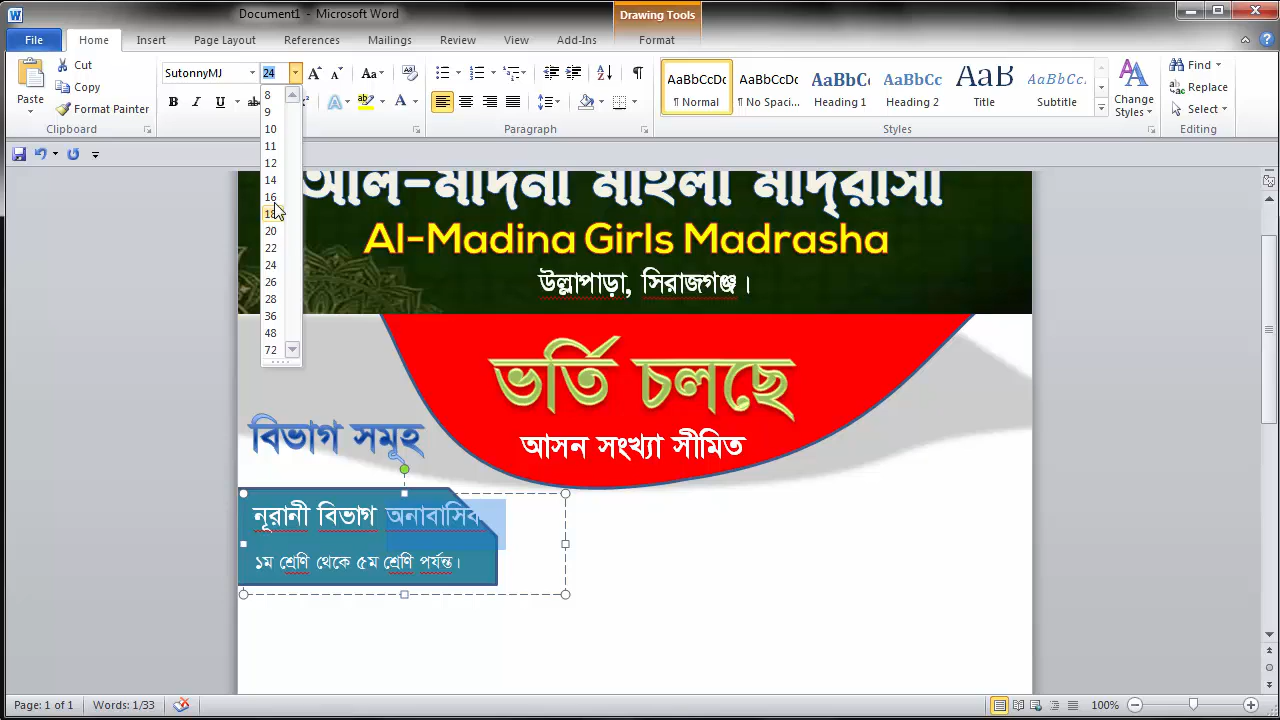 Document1 - Microsoft Word
Drawing Tools
File Home Insert Page Layout References Mailings Review View Add-Ins Format
Paste
Cut
Copy
Format Painter
Clipboard
SutonnyMJ 24
B I U
8
9
10
11
12
14
16
18
20
22
24
26
28
36
48
72
Paragraph
AaBbCcDc AaBbCcDc AaBbCc AaBbCc AaB AaBbCc.
¶ Normal ¶ No Spaci... Heading 1 Heading 2 Title Subtitle
Change Styles
Styles
Find
Replace
Select
Editing
আল-মাদিনা মহিলা মাদ্রাসা
Al-Madina Girls Madrasha
উল্লাপাড়া, সিরাজগঞ্জ।
ভর্তি চলছে
আসন সংখ্যা সীমিত
বিভাগ সমূহ
নূরানী বিভাগ অনাবাসিক
১ম শ্রেণি থেকে ৫ম শ্রেণি পর্যন্ত।
Page: 1 of 1 Words: 1/33 100%